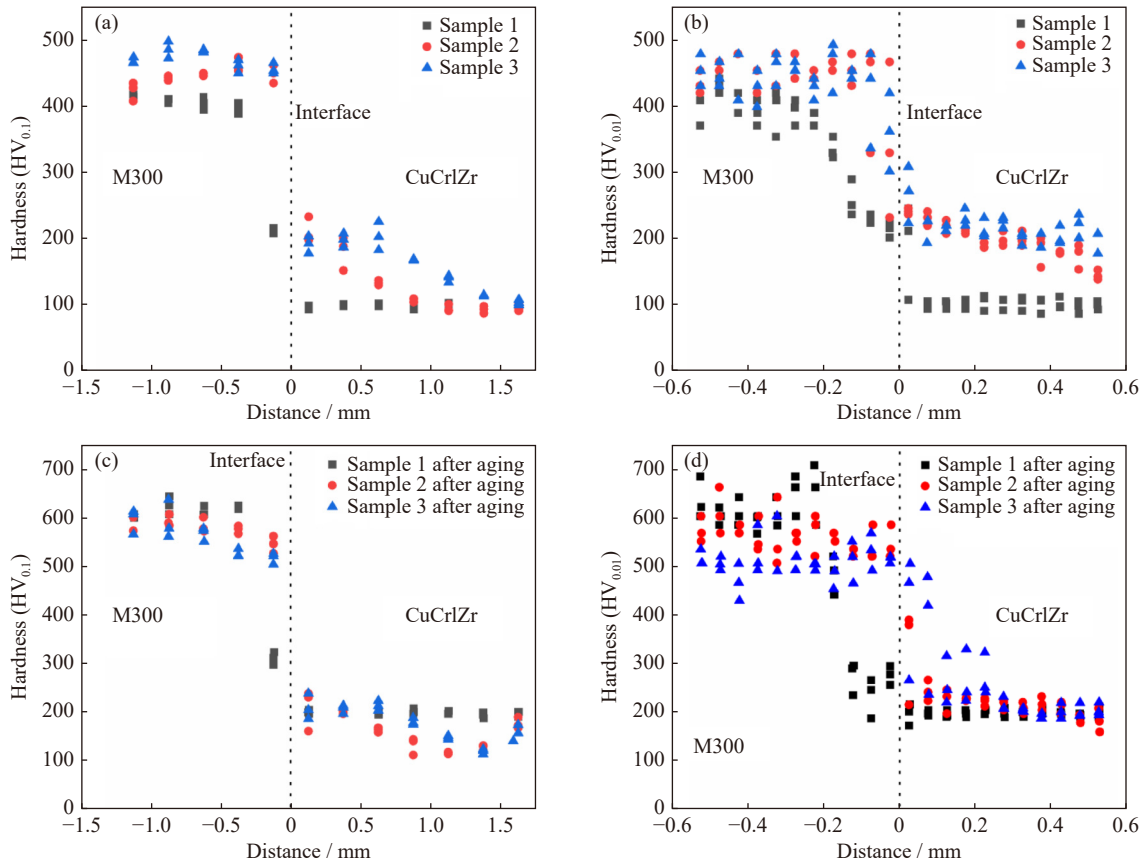 (a)
Sample 1
Sample 2
Sample 3
Interface
M300
CuCrlZr
500
400
300
200
100
0
Hardness (HV0.1)
−1.5 −1.0 −0.5 0 0.5 1.0 1.5
Distance / mm
(b)
Sample 1
Sample 2
Sample 3
Interface
M300
CuCrlZr
500
400
300
200
100
0
Hardness (HV0.01)
−0.6 −0.4 −0.2 0 0.2 0.4 0.6
Distance / mm
(c)
Interface
Sample 1 after aging
Sample 2 after aging
Sample 3 after aging
M300
CuCrlZr
700
600
500
400
300
200
100
0
Hardness (HV0.1)
−1.5 −1.0 −0.5 0 0.5 1.0 1.5
Distance / mm
(d)
Sample 1 after aging
Sample 2 after aging
Sample 3 after aging
Interface
CuCrlZr
M300
700
600
500
400
300
200
100
0
Hardness (HV0.01)
−0.6 −0.4 −0.2 0 0.2 0.4 0.6
Distance / mm